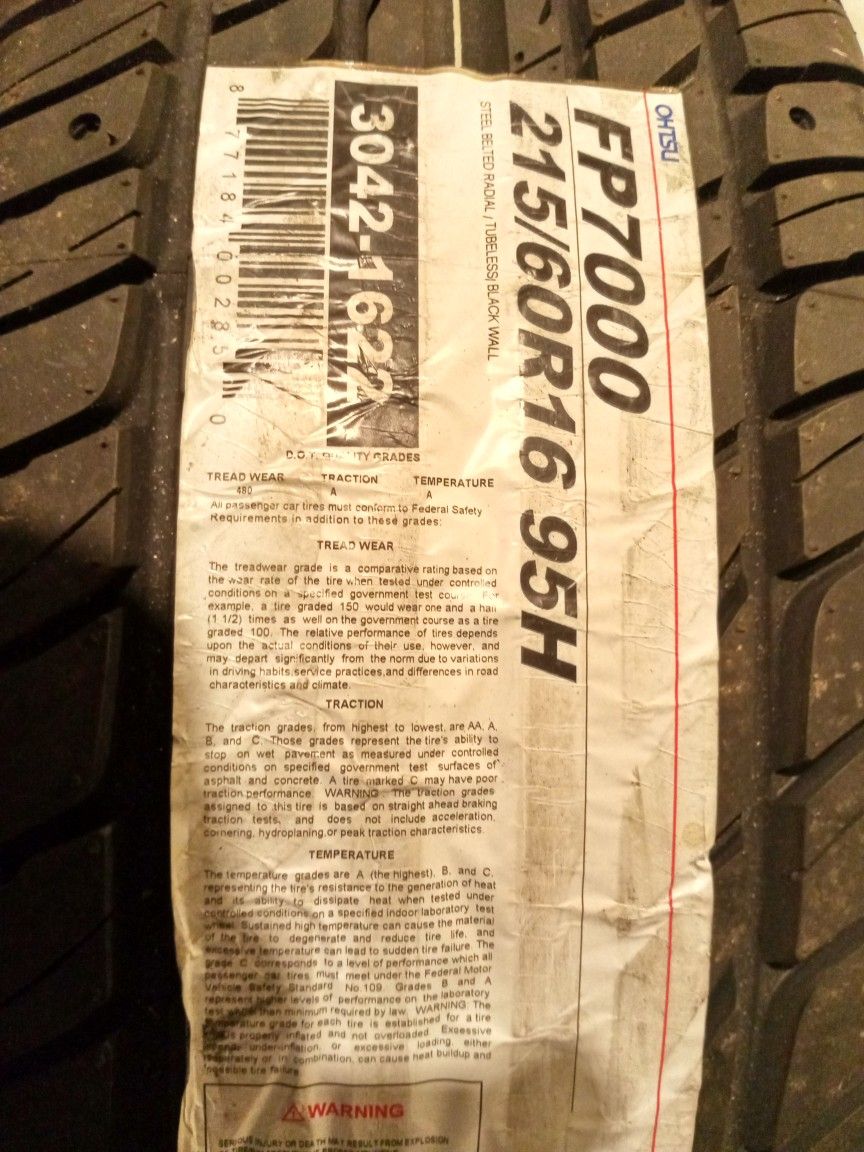 OHTSU
FP7000
215/60R16 95H
STEEL BELTED RADIAL / TUBELESS/ BLACK WALL
3042-1622
8 77184 00285 0
D.O.T. QUALITY GRADES
TREAD WEAR TRACTION TEMPERATURE
480 A A
All passenger car tires must conform to Federal Safety
Requirements in addition to these grades:
TREAD WEAR
The treadwear grade is a comparative rating based on
the wear rate of the tire when tested under controlled
conditions on a specified government test course. For
example, a tire graded 150 would wear one and a half
(1 1/2) times as well on the government course as a tire
graded 100. The relative performance of tires depends
upon the actual conditions of their use, however, and
may depart significantly from the norm due to variations
in driving habits,service practices,and differences in road
characteristics and climate.
TRACTION
The traction grades, from highest to lowest, are AA, A,
B, and C. Those grades represent the tire's ability to
stop on wet pavement as measured under controlled
conditions on specified government test surfaces of
asphalt and concrete. A tire marked C may have poor
traction performance. WARNING: The traction grades
assigned to this tire is based on straight ahead braking
traction tests, and does not include acceleration,
cornering, hydroplaning,or peak traction characteristics.
TEMPERATURE
The temperature grades are A (the highest), B, and C,
representing the tire's resistance to the generation of heat
and its ability to dissipate heat when tested under
controlled conditions on a specified indoor laboratory test
wheel. Sustained high temperature can cause the material
of the tire to degenerate and reduce tire life, and
excessive temperature can lead to sudden tire failure. The
grade C corresponds to a level of performance which all
passenger car tires must meet under the Federal Motor
Vehicle Safety Standard No.109. Grades B and A
represent higher levels of performance on the laboratory
test wheel than minimum required by law. WARNING: The
temperature grade for each tire is established for a tire
that is properly inflated and not overloaded. Excessive
speed, under-inflation, or excessive loading, either
separately or in combination, can cause heat buildup and
possible tire failure.
WARNING
SERIOUS INJURY OR DEATH MAY RESULT FROM EXPLOSION